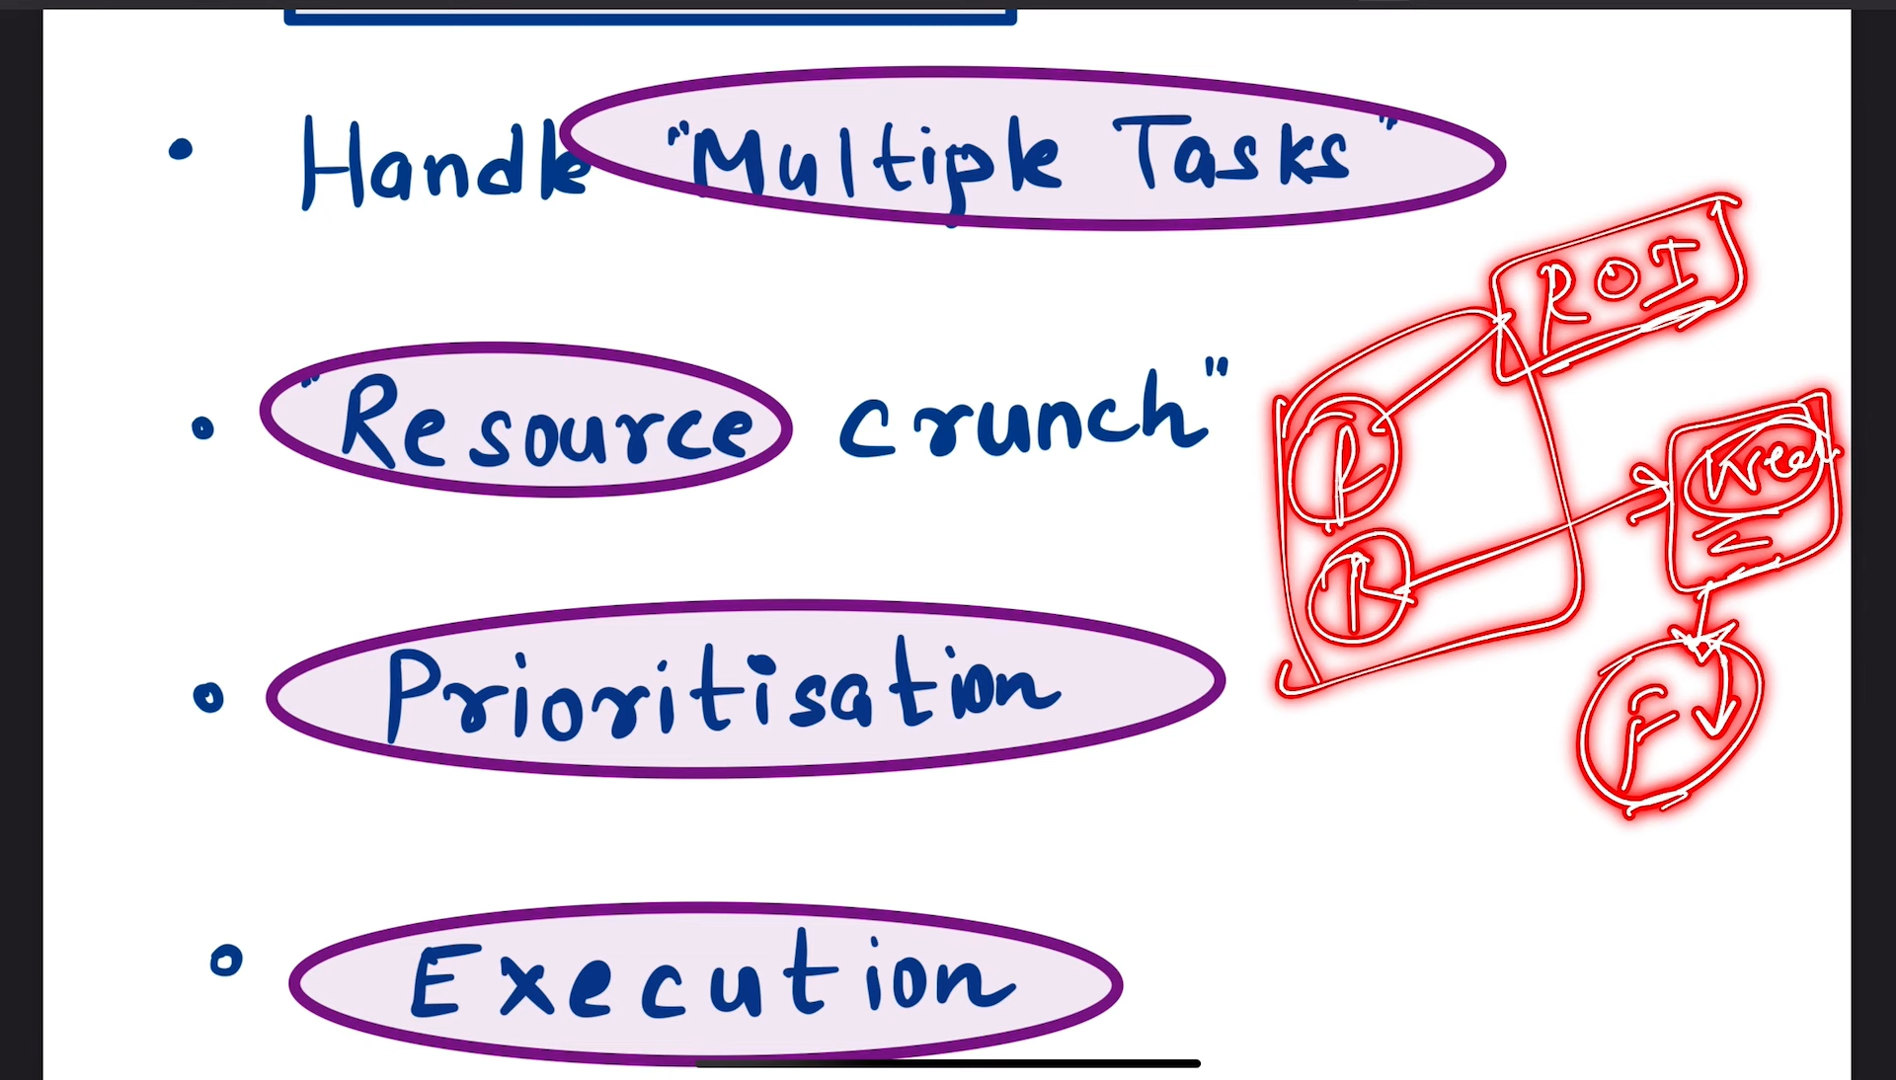 • Handle "Multiple Tasks"
ROI
• "Resource crunch"
R
R
• Prioritisation
F
• Execution